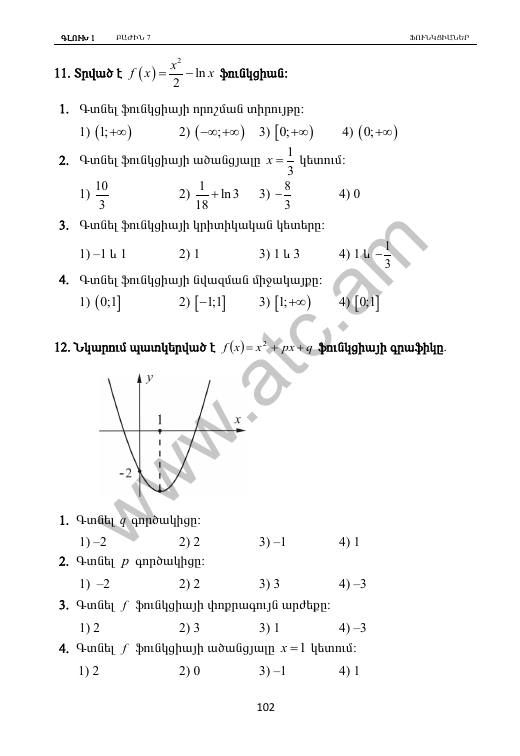 ԳԼՈՒԽ 1 ԲԱԺԻՆ 7 ՖՈՒՆԿՑԻԱՆԵՐ
11. Տրված է f(x)=x²/2 − ln x ֆունկցիան:
1. Գտնել ֆունկցիայի որոշման տիրույթը:
1) (1;+∞) 2) (−∞;+∞) 3) [0;+∞) 4) (0;+∞)
2. Գտնել ֆունկցիայի ածանցյալը x = 1/3 կետում:
1) 10/3 2) 1/18 + ln 3 3) −8/3 4) 0
3. Գտնել ֆունկցիայի կրիտիկական կետերը:
1) –1 և 1 2) 1 3) 1 և 3 4) 1 և −1/3
4. Գտնել ֆունկցիայի նվազման միջակայքը:
1) (0;1] 2) [−1;1] 3) [1;+∞) 4) [0;1]
12. Նկարում պատկերված է f(x)= x² + px + q ֆունկցիայի գրաֆիկը.
y
1 x
-2
1. Գտնել q գործակիցը:
1) –2 2) 2 3) –1 4) 1
2. Գտնել p գործակիցը:
1) –2 2) 2 3) 3 4) –3
3. Գտնել f ֆունկցիայի փոքրագույն արժեքը:
1) 2 2) 3 3) 1 4) –3
4. Գտնել f ֆունկցիայի ածանցյալը x = 1 կետում:
1) 2 2) 0 3) –1 4) 1
102
www.atc.am